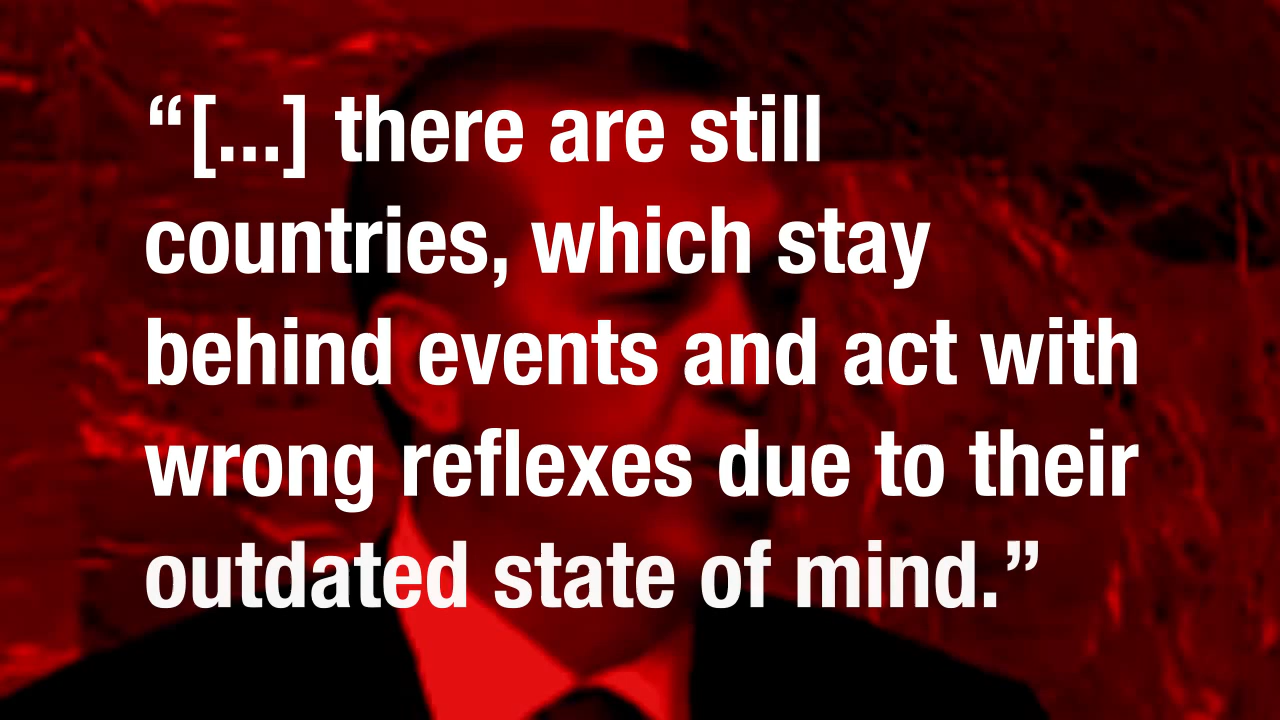 “[...] there are still
countries, which stay
behind events and act with
wrong reflexes due to their
outdated state of mind.”